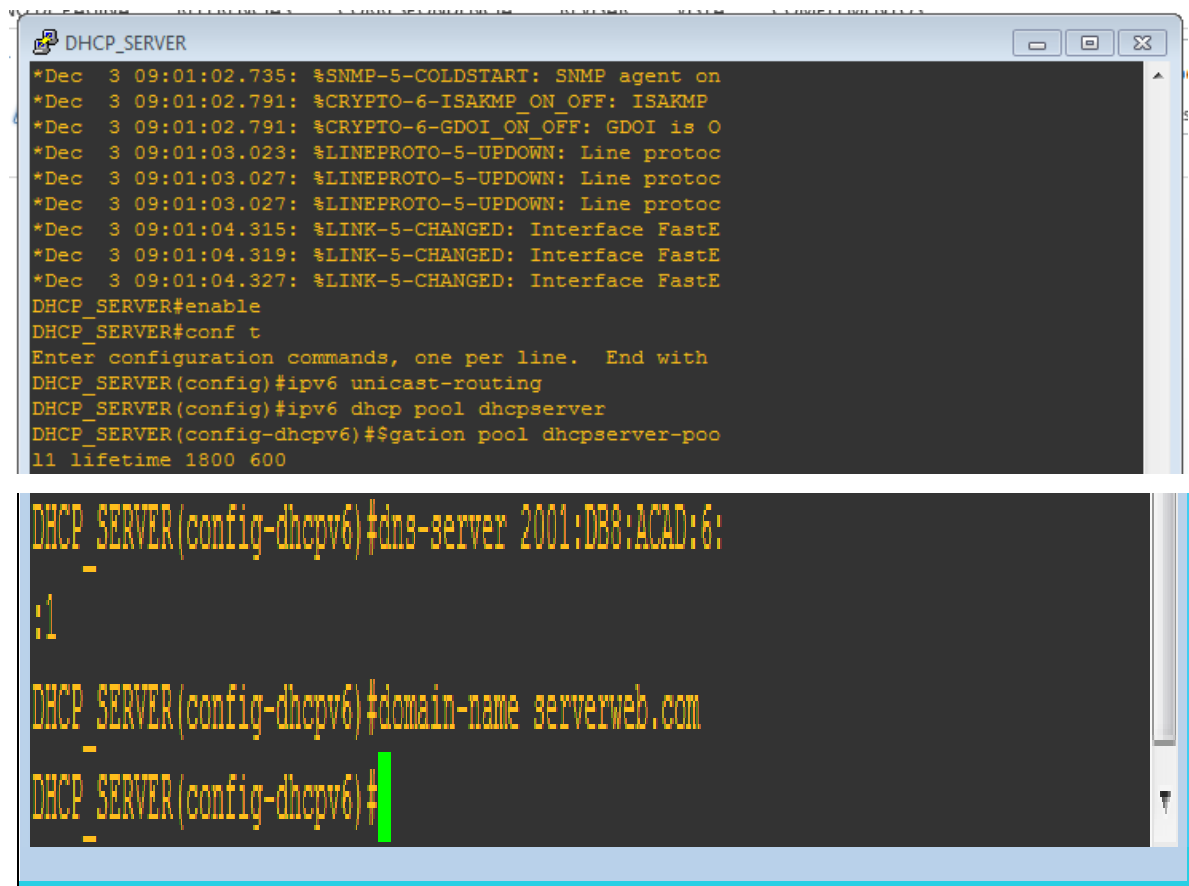 DHCP_SERVER
*Dec  3 09:01:02.735: %SNMP-5-COLDSTART: SNMP agent on
*Dec  3 09:01:02.791: %CRYPTO-6-ISAKMP_ON_OFF: ISAKMP
*Dec  3 09:01:02.791: %CRYPTO-6-GDOI_ON_OFF: GDOI is O
*Dec  3 09:01:03.023: %LINEPROTO-5-UPDOWN: Line protoc
*Dec  3 09:01:03.027: %LINEPROTO-5-UPDOWN: Line protoc
*Dec  3 09:01:03.027: %LINEPROTO-5-UPDOWN: Line protoc
*Dec  3 09:01:04.315: %LINK-5-CHANGED: Interface FastE
*Dec  3 09:01:04.319: %LINK-5-CHANGED: Interface FastE
*Dec  3 09:01:04.327: %LINK-5-CHANGED: Interface FastE
DHCP_SERVER#enable
DHCP_SERVER#conf t
Enter configuration commands, one per line.  End with
DHCP_SERVER(config)#ipv6 unicast-routing
DHCP_SERVER(config)#ipv6 dhcp pool dhcpserver
DHCP_SERVER(config-dhcpv6)#$gation pool dhcpserver-poo
l1 lifetime 1800 600
DHCP_SERVER(config-dhcpv6)#dns-server 2001:DB8:ACAD:6:
:1
DHCP_SERVER(config-dhcpv6)#domain-name serverweb.com
DHCP_SERVER(config-dhcpv6)#